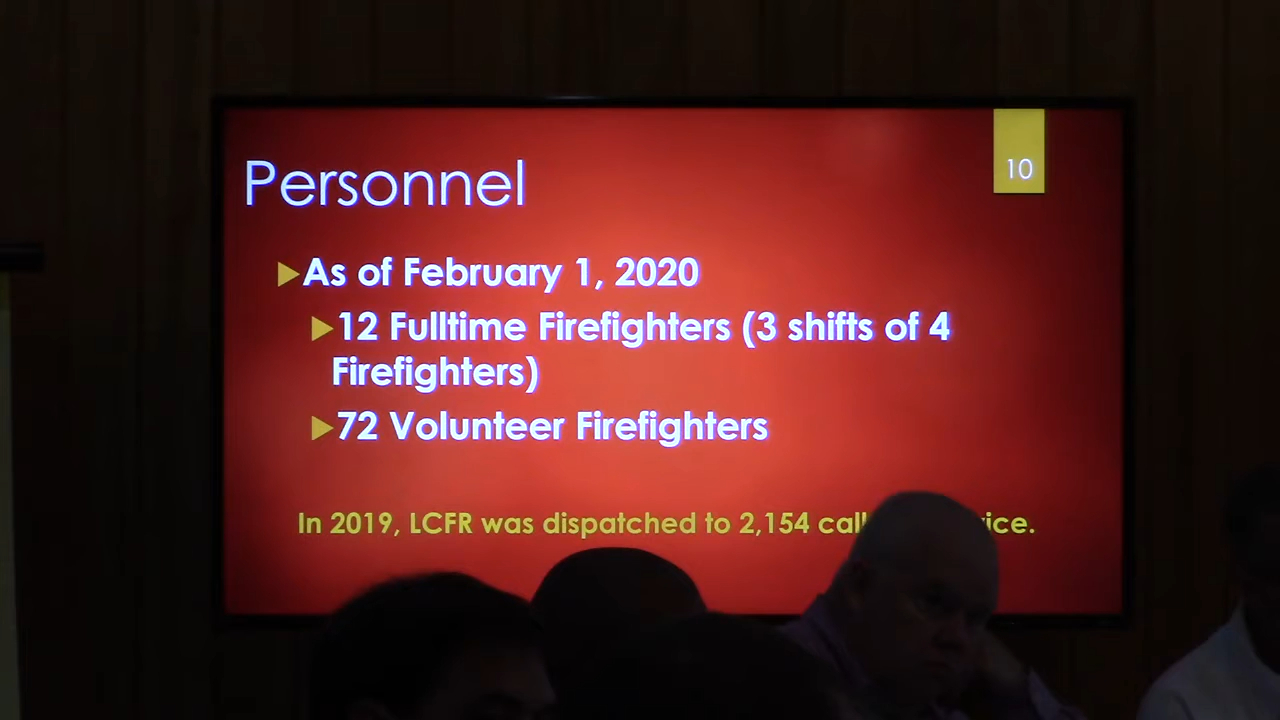 10
Personnel
As of February 1, 2020
12 Fulltime Firefighters (3 shifts of 4
Firefighters)
72 Volunteer Firefighters
In 2019, LCFR was dispatched to 2,154